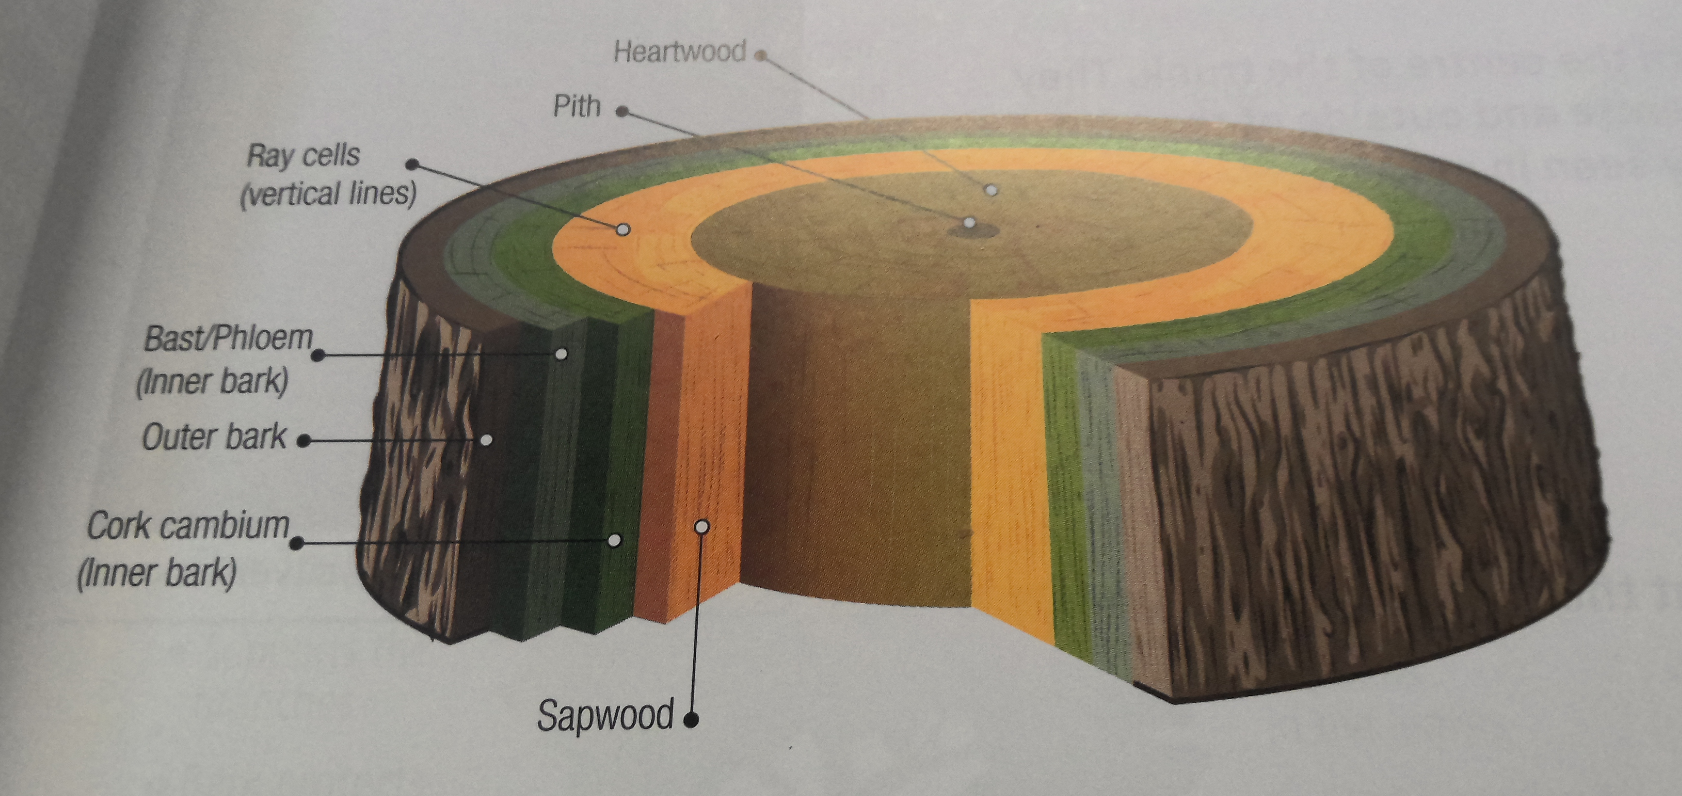 Heartwood
Pith
Ray cells
(vertical lines)
Bast/Phloem
(Inner bark)
Outer bark
Cork cambium
(Inner bark)
Sapwood